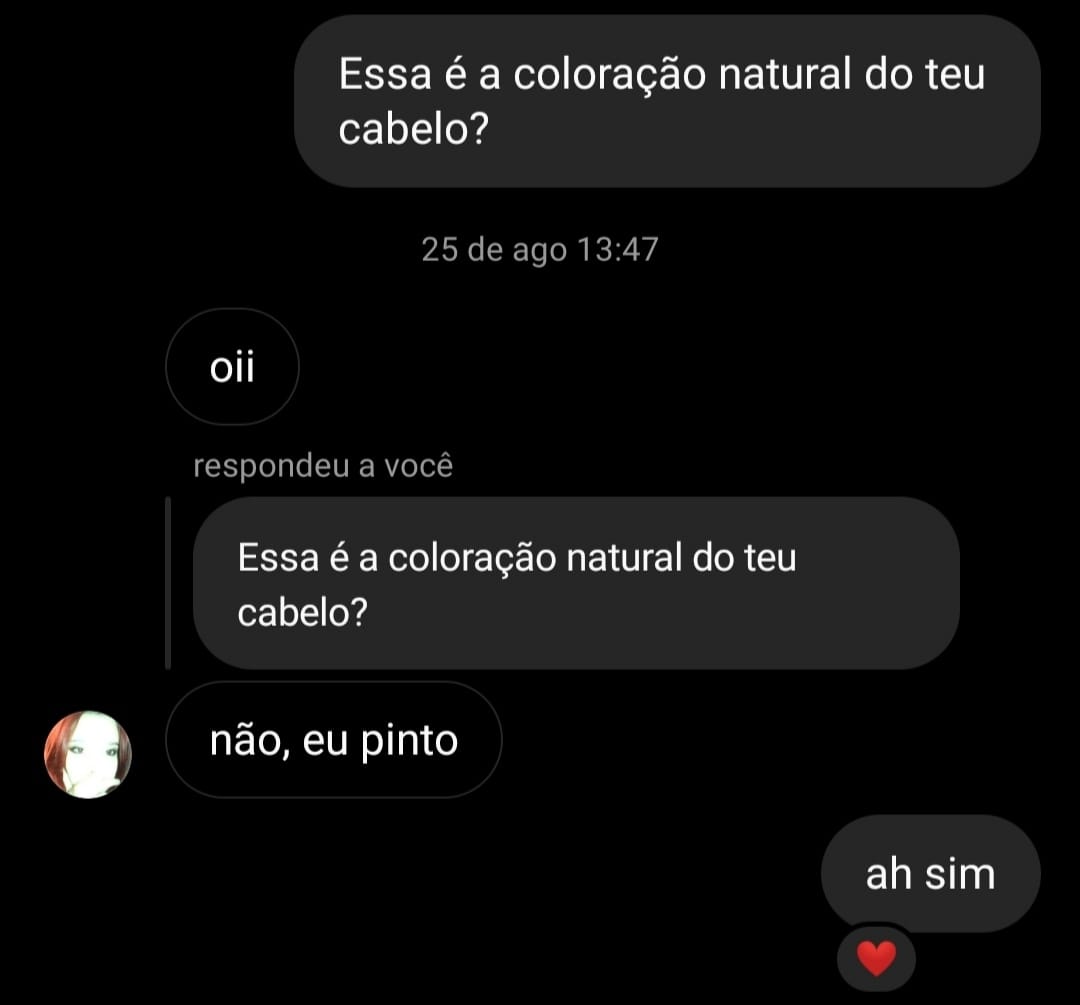 Essa é a coloração natural do teu
cabelo?
25 de ago 13:47
oii
respondeu a você
Essa é a coloração natural do teu
cabelo?
não, eu pinto
ah sim